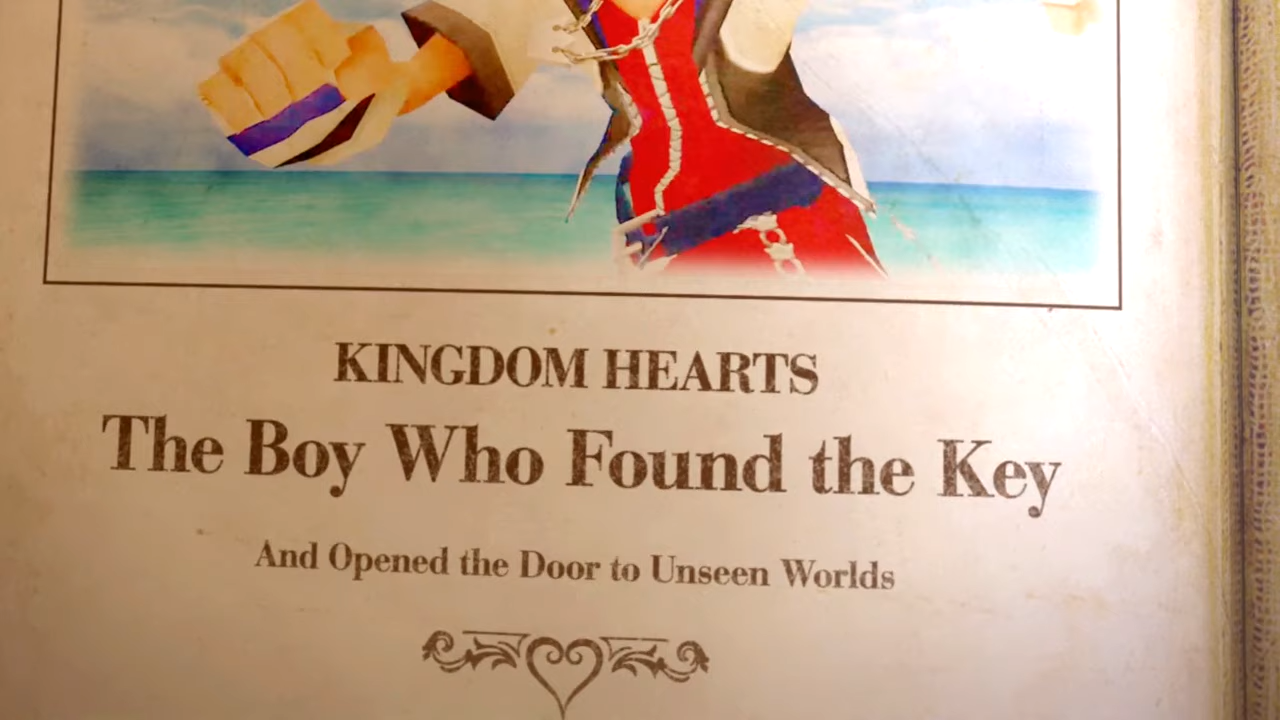 KINGDOM HEARTS
The Boy Who Found the Key
And Opened the Door to Unseen Worlds